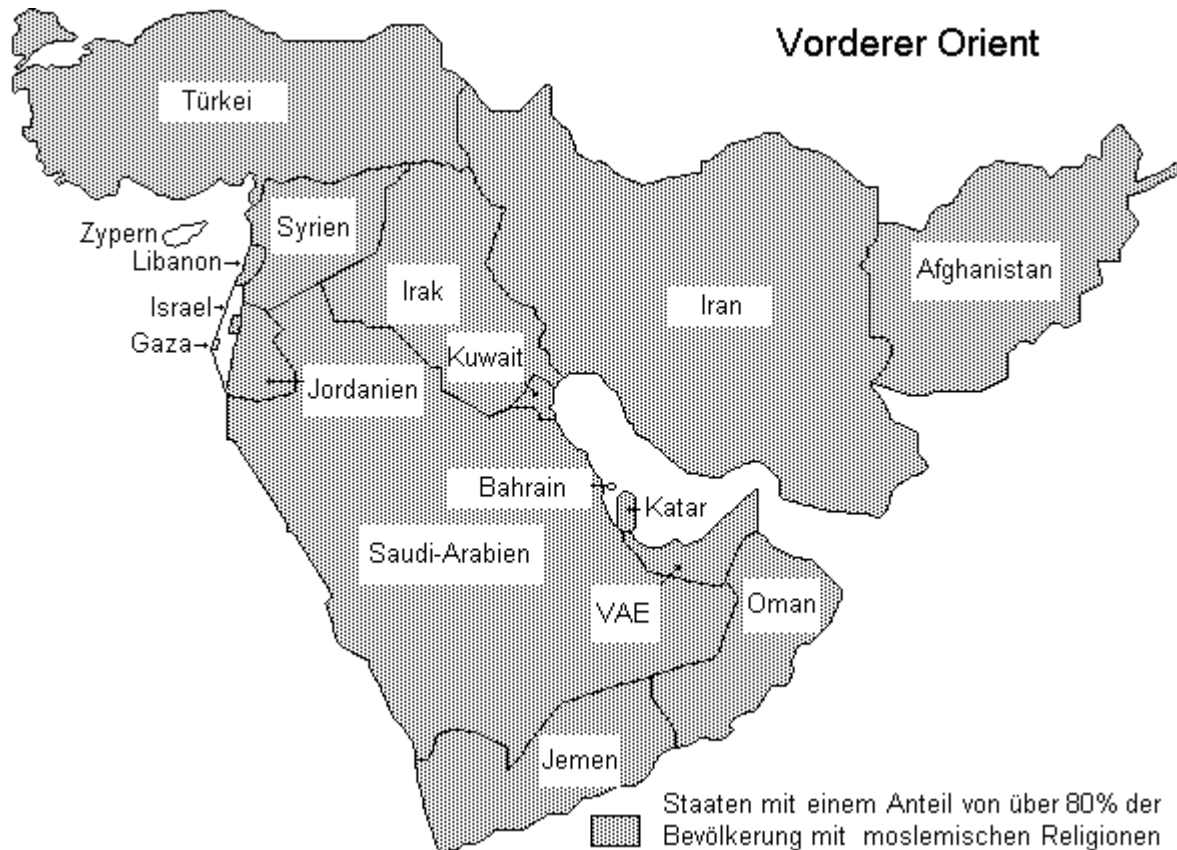 Vorderer Orient
Türkei
Zypern
Syrien
Libanon
Afghanistan
Israel
Irak
Iran
Gaza
Kuwait
Jordanien
Bahrain
Katar
Saudi-Arabien
VAE
Oman
Jemen
Staaten mit einem Anteil von über 80% der
Bevölkerung mit moslemischen Religionen